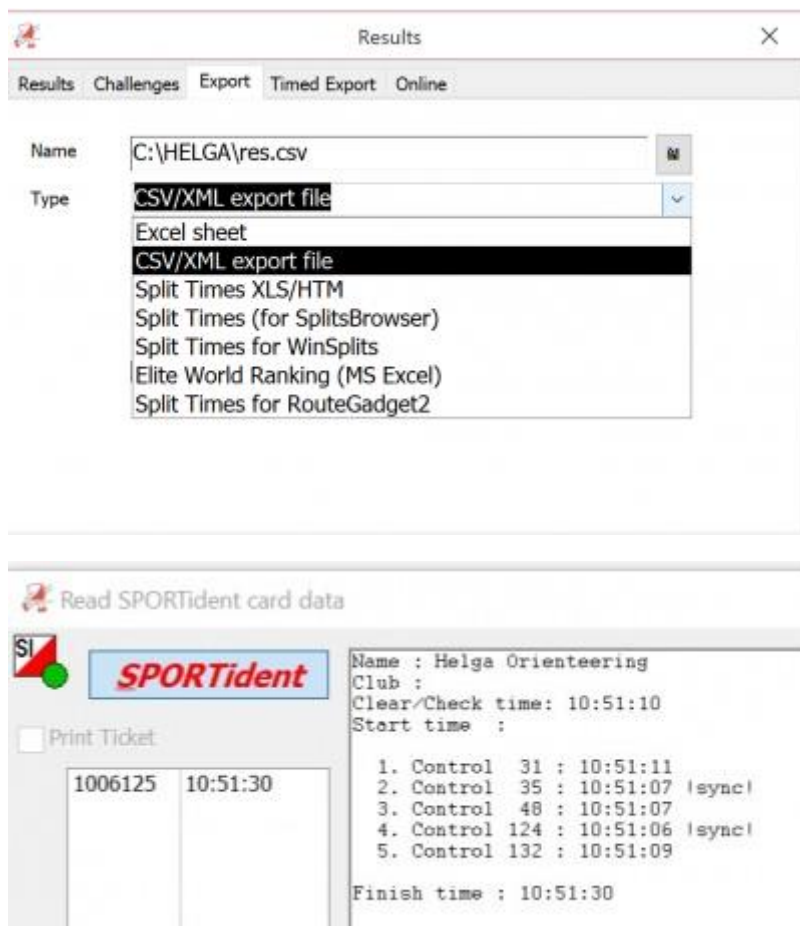 Results
Results Challenges Export Timed Export Online
Name C:\HELGA\res.csv
Type CSV/XML export file
Excel sheet
CSV/XML export file
Split Times XLS/HTM
Split Times (for SplitsBrowser)
Split Times for WinSplits
Elite World Ranking (MS Excel)
Split Times for RouteGadget2
Read SPORTident card data
SI
SPORTident
Print Ticket
1006125 10:51:30
Name : Helga Orienteering
Club :
Clear/Check time: 10:51:10
Start time :
1. Control 31 : 10:51:11
2. Control 35 : 10:51:07 !sync!
3. Control 48 : 10:51:07
4. Control 124 : 10:51:06 !sync!
5. Control 132 : 10:51:09
Finish time : 10:51:30